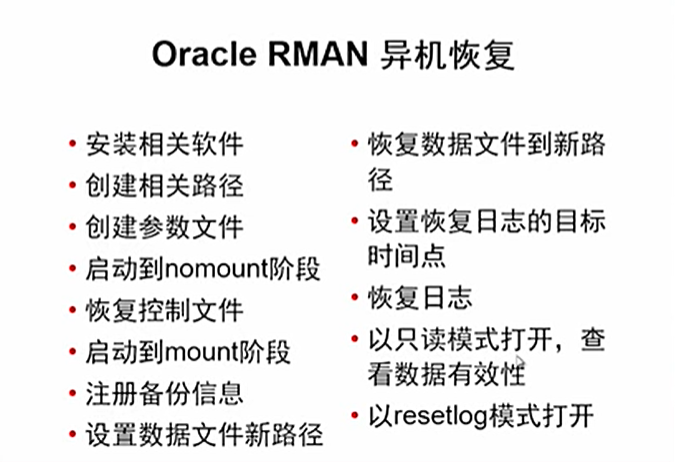 Oracle RMAN 异机恢复
• 安装相关软件
• 创建相关路径
• 创建参数文件
• 启动到nomount阶段
• 恢复控制文件
• 启动到mount阶段
• 注册备份信息
• 设置数据文件新路径
• 恢复数据文件到新路
径
• 设置恢复日志的目标
时间点
• 恢复日志
• 以只读模式打开，查
看数据有效性
• 以resetlog模式打开